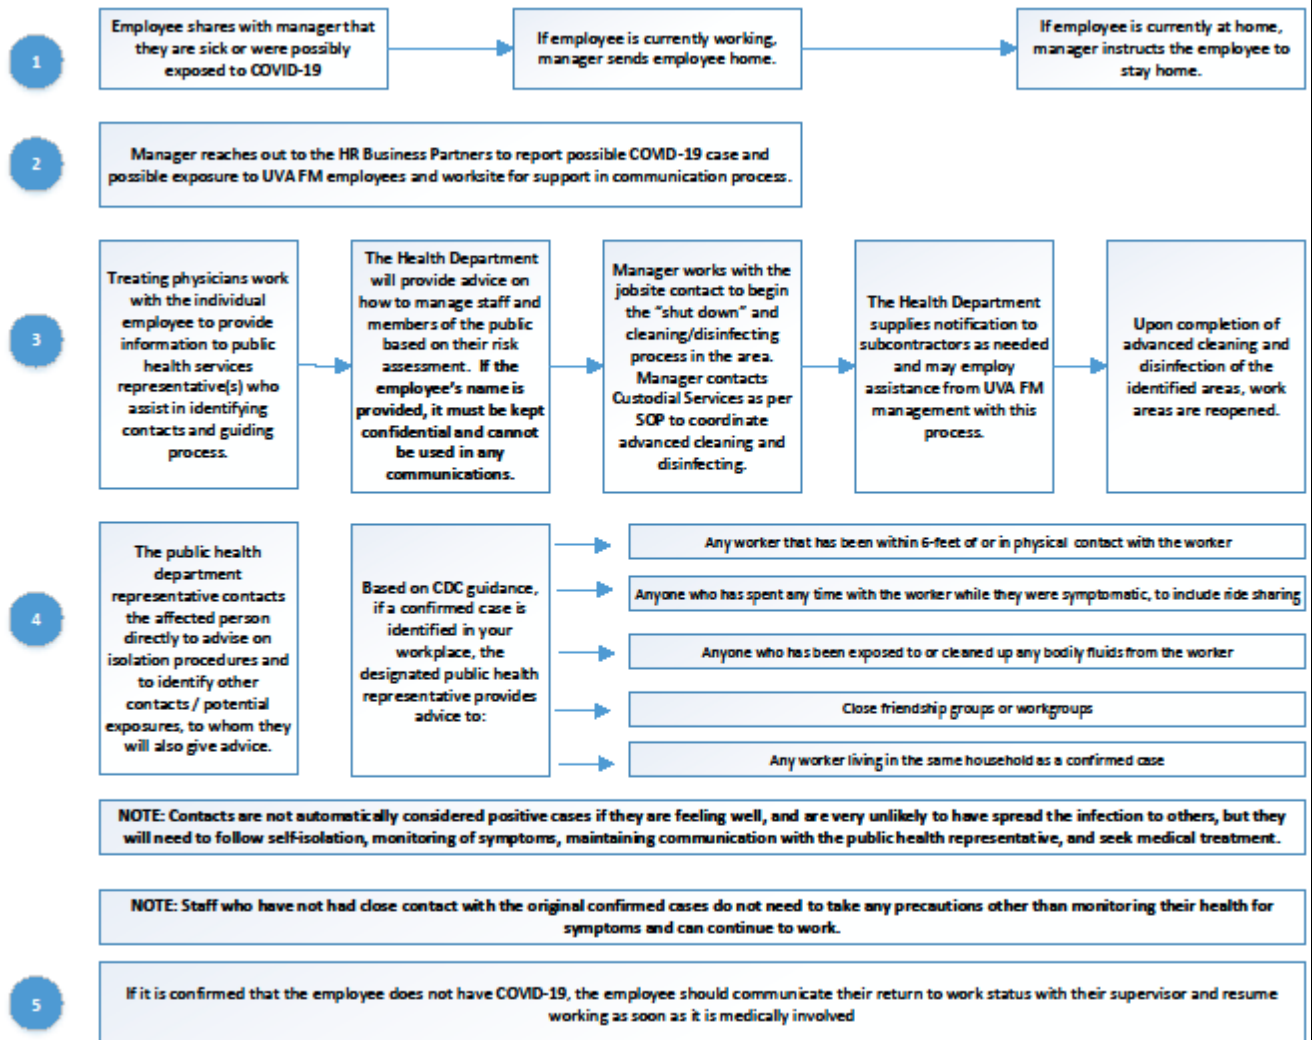 1
Employee shares with manager that
they are sick or were possibly
exposed to COVID-19
If employee is currently working,
manager sends employee home.
If employee is currently at home,
manager instructs the employee to
stay home.
2
Manager reaches out to the HR Business Partners to report possible COVID-19 case and
possible exposure to UVA FM employees and worksite for support in communication process.
3
Treating physicians work
with the individual
employee to provide
information to public
health services
representative(s) who
assist in identifying
contacts and guiding
process.
The Health Department
will provide advice on
how to manage staff and
members of the public
based on their risk
assessment. If the
employee's name is
provided, it must be kept
confidential and cannot
be used in any
communications.
Manager works with the
jobsite contact to begin
the "shut down" and
cleaning/disinfecting
process in the area.
Manager contacts
Custodial Services as per
SOP to coordinate
advanced cleaning and
disinfecting.
The Health Department
supplies notification to
subcontractors as needed
and may employ
assistance from UVA FM
management with this
process.
Upon completion of
advanced cleaning and
disinfection of the
identified areas, work
areas are reopened.
4
The public health
department
representative contacts
the affected person
directly to advise on
isolation procedures and
to identify other
contacts / potential
exposures, to whom they
will also give advice.
Based on CDC guidance,
if a confirmed case is
identified in your
workplace, the
designated public health
representative provides
advice to:
Any worker that has been within 6-feet of or in physical contact with the worker
Anyone who has spent any time with the worker while they were symptomatic, to include ride sharing
Anyone who has been exposed to or cleaned up any bodily fluids from the worker
Close friendship groups or workgroups
Any worker living in the same household as a confirmed case
NOTE: Contacts are not automatically considered positive cases if they are feeling well, and are very unlikely to have spread the infection to others, but they
will need to follow self-isolation, monitoring of symptoms, maintaining communication with the public health representative, and seek medical treatment.
NOTE: Staff who have not had close contact with the original confirmed cases do not need to take any precautions other than monitoring their health for
symptoms and can continue to work.
5
If it is confirmed that the employee does not have COVID-19, the employee should communicate their return to work status with their supervisor and resume
working as soon as it is medically involved